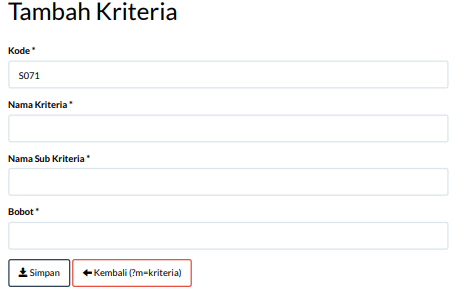 Tambah Kriteria
Kode *
S071
Nama Kriteria *
Nama Sub Kriteria *
Bobot *
Simpan
Kembali (?m=kriteria)